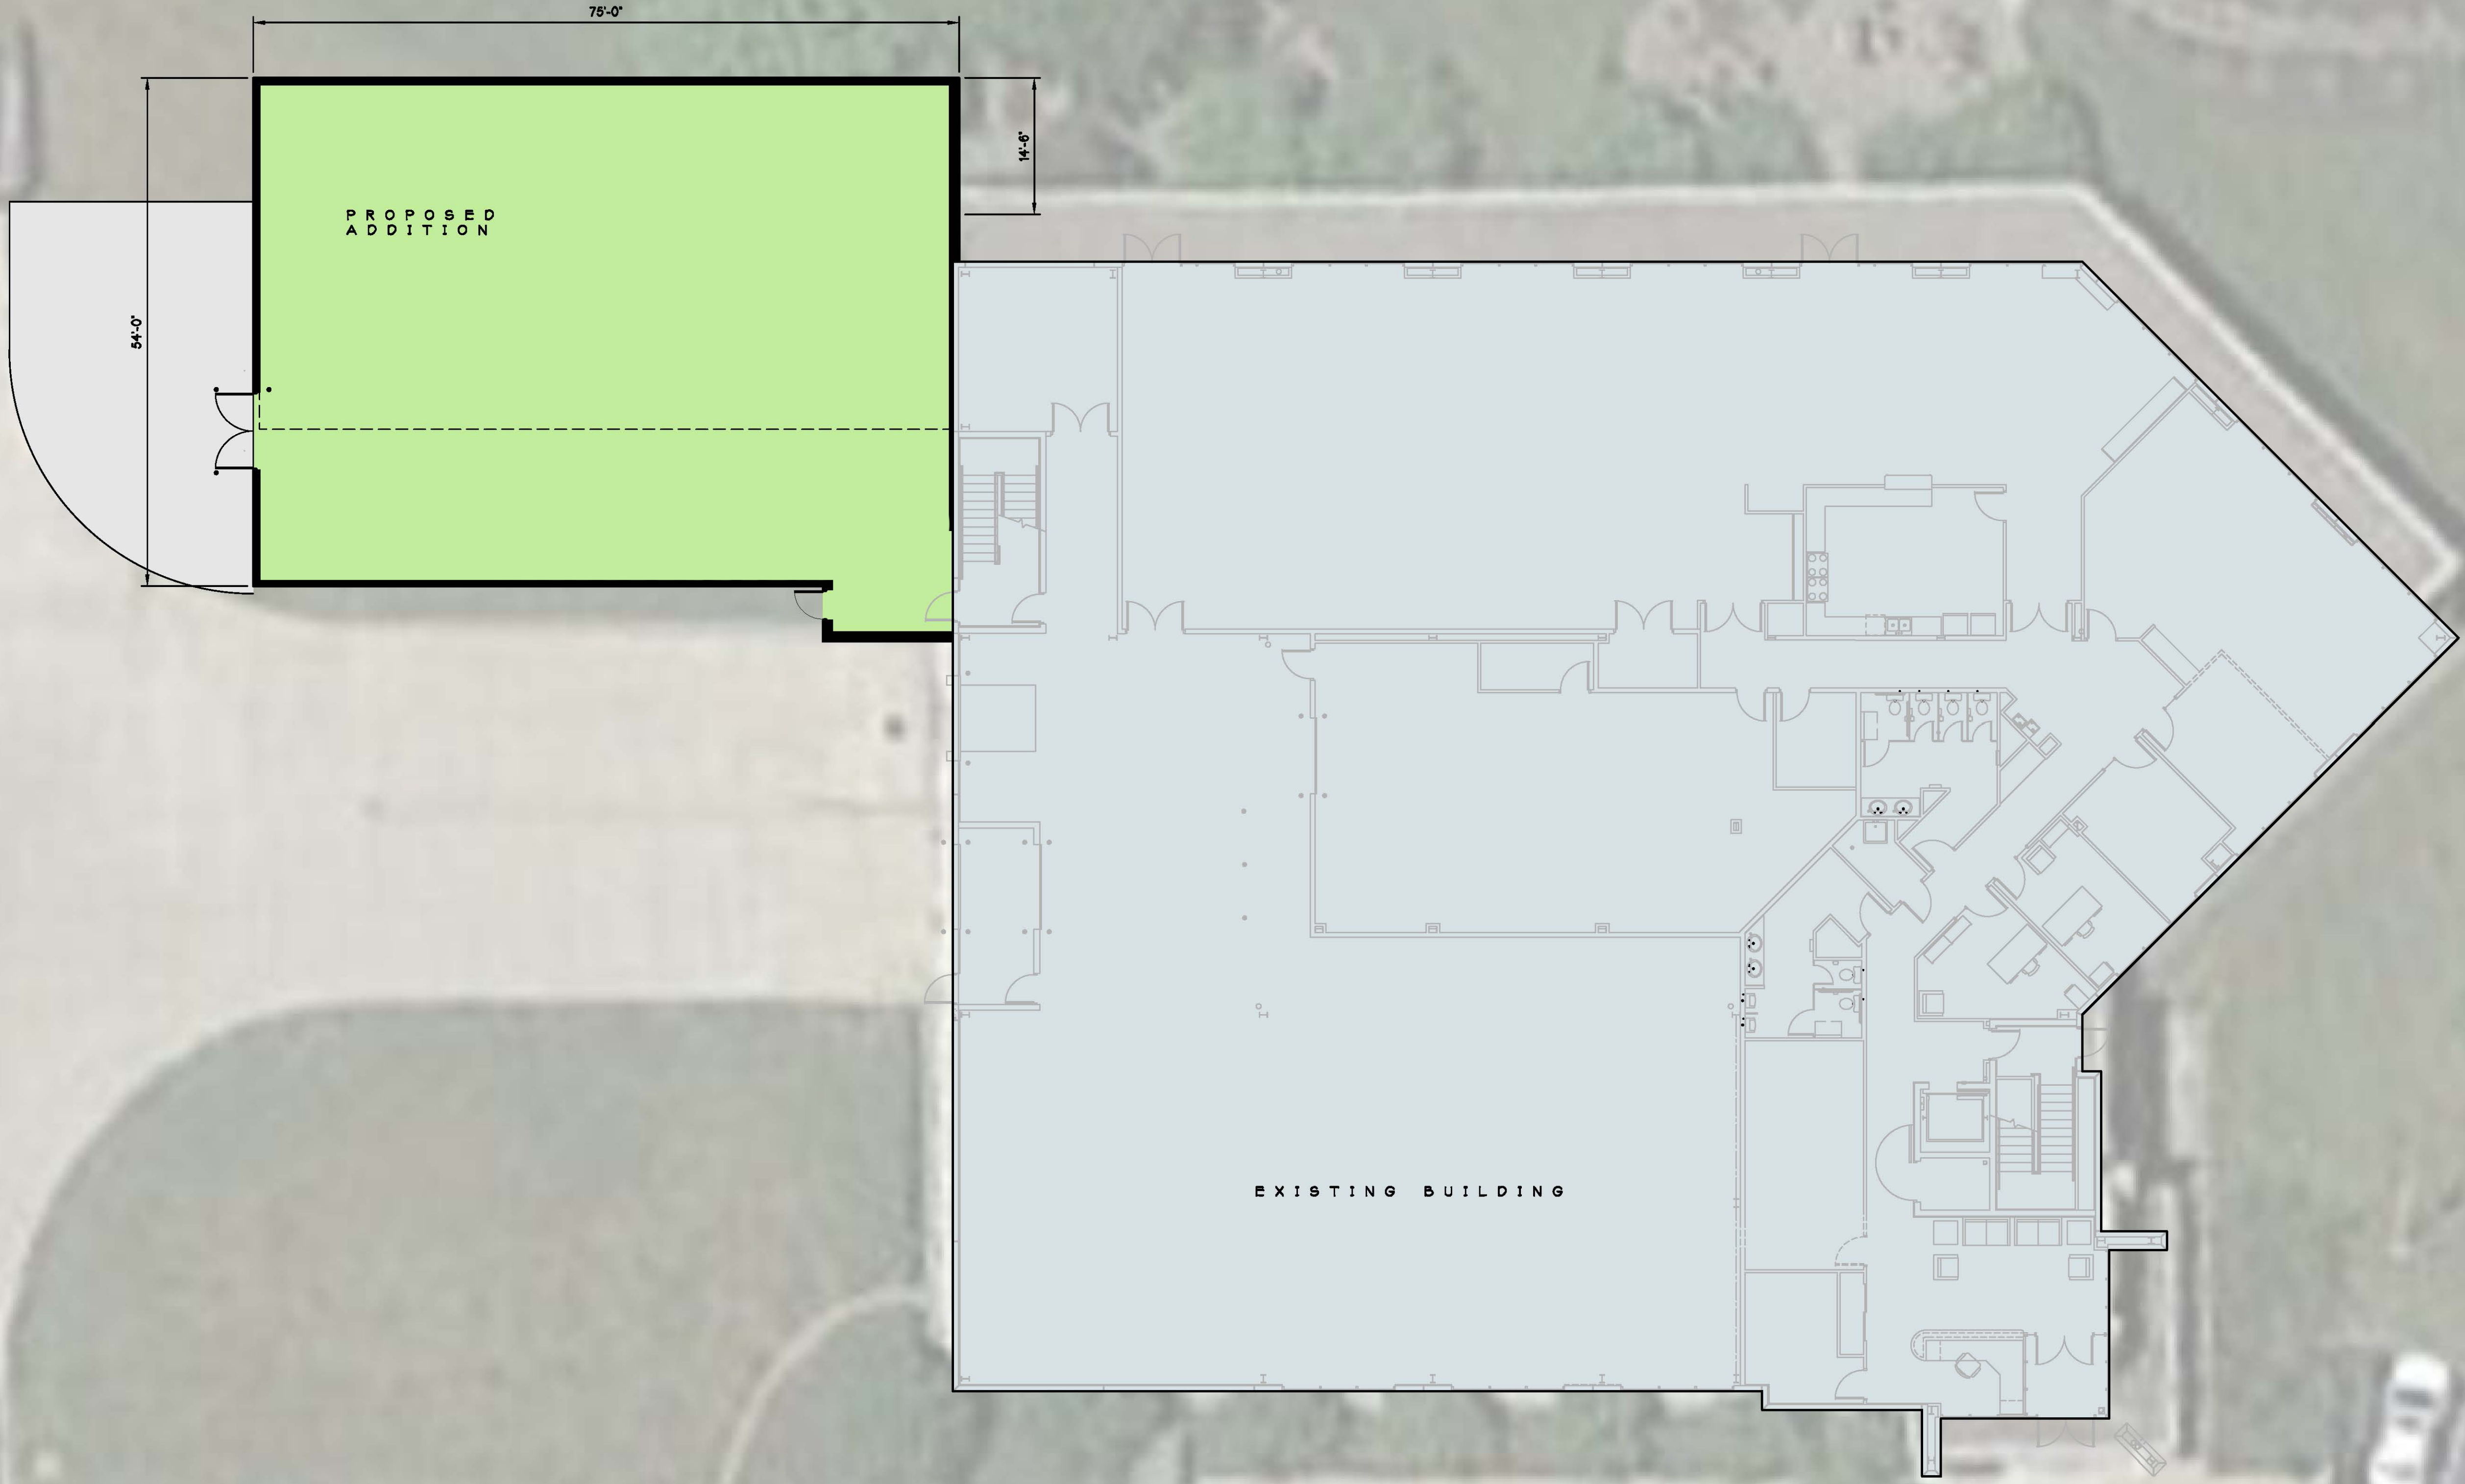 75'-0"
14'-6"
PROPOSED
ADDITION
54'-0"
EXISTING BUILDING